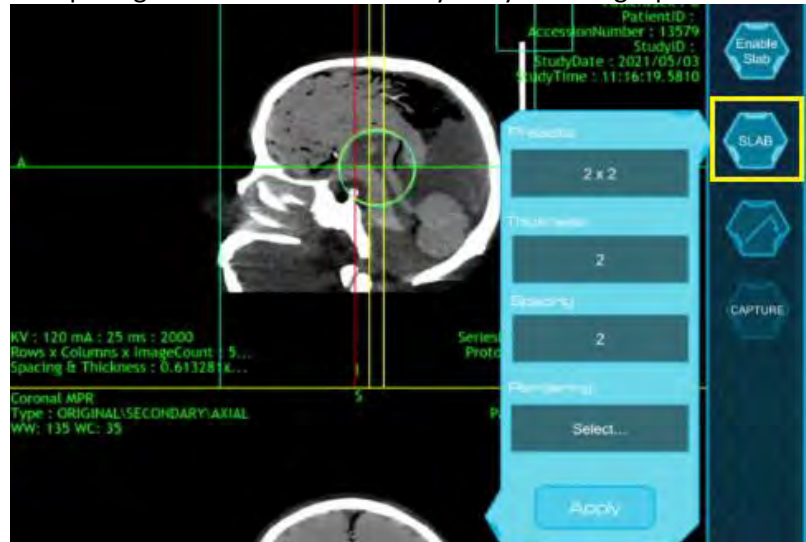 PatientID :
AccessionNumber : 13579
StudyID :
StudyDate : 2021/05/03
StudyTime : 11:16:19.5810
Enable
Slab
SLAB
CAPTURE
A
Presets
2 x 2
Thickness
2
Spacing
2
Rendering
Select...
Apply
KV : 120 mA : 25 ms : 2000
Rows x Columns x ImageCount : 5...
Spacing & Thickness : 0.613281x...
I
S
Coronal MPR
Type : ORIGINAL\SECONDARY\AXIAL
WW: 135 WC: 35